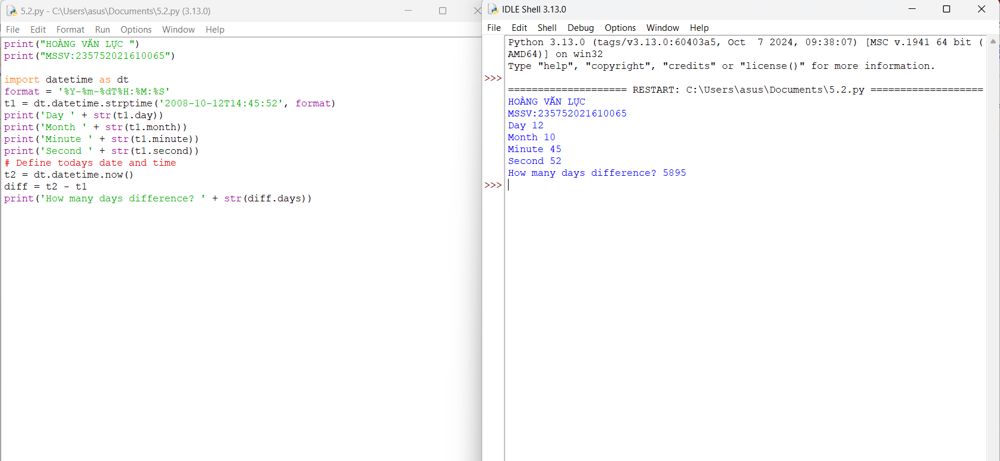 5.2.py - C:\Users\asus\Documents\5.2.py (3.13.0)
File Edit Format Run Options Window Help
print("HOÀNG VĂN LỰC ")
print("MSSV:235752021610065")
import datetime as dt
format = '%Y-%m-%dT%H:%M:%S'
t1 = dt.datetime.strptime('2008-10-12T14:45:52', format)
print('Day ' + str(t1.day))
print('Month ' + str(t1.month))
print('Minute ' + str(t1.minute))
print('Second ' + str(t1.second))
# Define todays date and time
t2 = dt.datetime.now()
diff = t2 - t1
print('How many days difference? ' + str(diff.days))
IDLE Shell 3.13.0
File Edit Shell Debug Options Window Help
Python 3.13.0 (tags/v3.13.0:60403a5, Oct  7 2024, 09:38:07) [MSC v.1941 64 bit (
AMD64)] on win32
Type "help", "copyright", "credits" or "license()" for more information.
>>>
==================== RESTART: C:\Users\asus\Documents\5.2.py ===================
HOÀNG VĂN LỰC
MSSV:235752021610065
Day 12
Month 10
Minute 45
Second 52
How many days difference? 5895
>>>